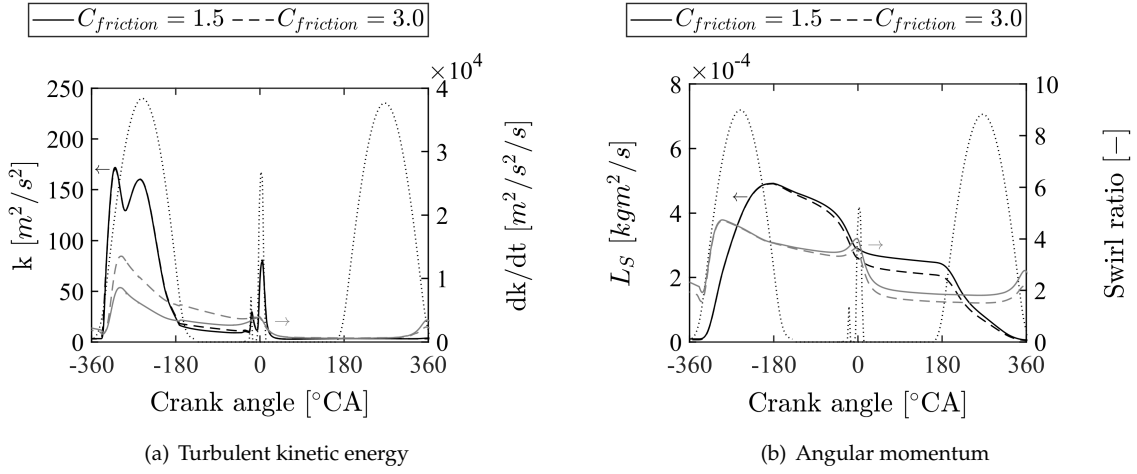 C_friction = 1.5 C_friction = 3.0
×10^4
250
200
150
100
50
0
k [m^2/s^2]
4
3
2
1
0
dk/dt [m^2/s^2/s]
-360 -180 0 180 360
Crank angle [°CA]
(a) Turbulent kinetic energy
C_friction = 1.5 C_friction = 3.0
×10^-4
8
6
4
2
0
L_S [kgm^2/s]
10
8
6
4
2
0
Swirl ratio [−]
-360 -180 0 180 360
Crank angle [°CA]
(b) Angular momentum